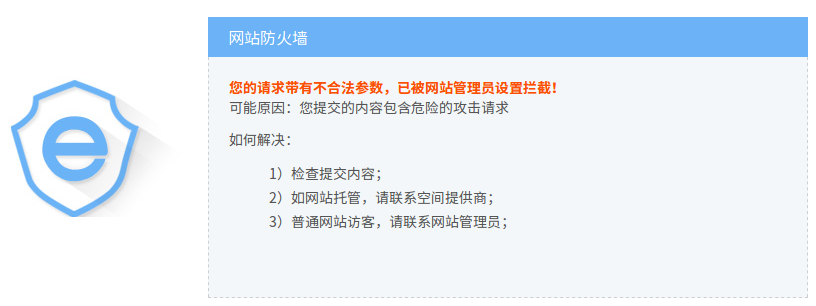 网站防火墙
您的请求带有不合法参数，已被网站管理员设置拦截！
可能原因：您提交的内容包含危险的攻击请求
如何解决：
1）检查提交内容；
2）如网站托管，请联系空间提供商；
3）普通网站访客，请联系网站管理员；